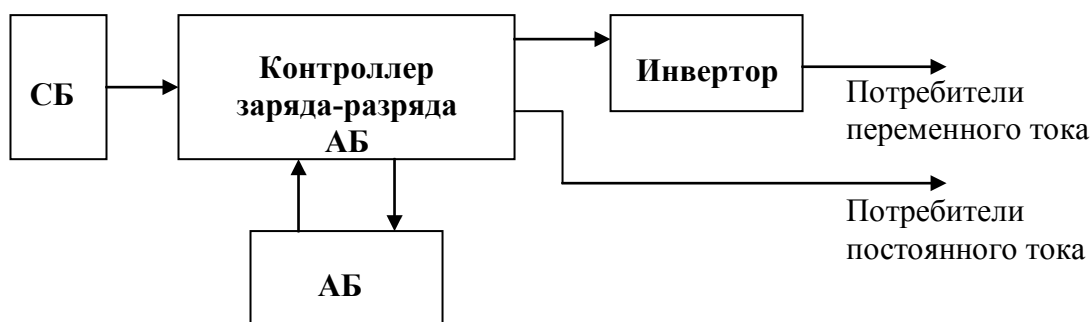 СБ
Контроллер
заряда-разряда
АБ
Инвертор
Потребители
переменного тока
Потребители
постоянного тока
АБ